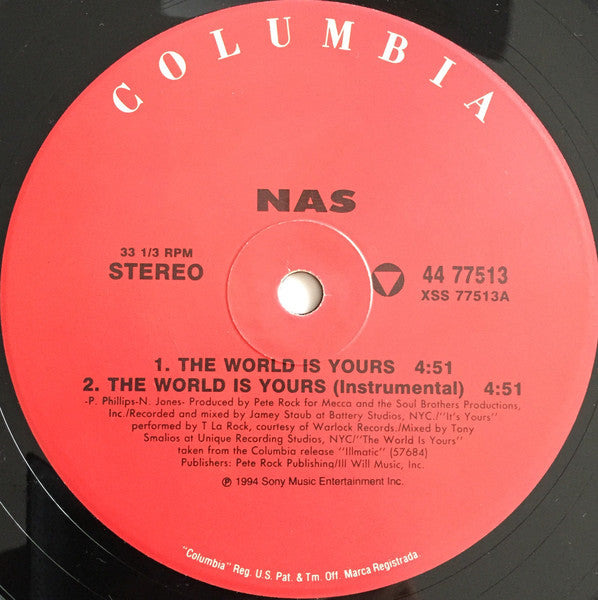 COLUMBIA
NAS
33 1/3 RPM
STEREO
44 77513
XSS 77513A
1. THE WORLD IS YOURS 4:51
2. THE WORLD IS YOURS (Instrumental) 4:51
-P. Phillips-N. Jones- Produced by Pete Rock for Mecca and the Soul Brothers Productions,
Inc./Recorded and mixed by Jamey Staub at Battery Studios, NYC./"It's Yours"
performed by T La Rock, courtesy of Warlock Records./Mixed by Tony
Smalios at Unique Recording Studios, NYC/"The World Is Yours"
taken from the Columbia release "Illmatic" (57684)
Publishers: Pete Rock Publishing/Ill Will Music, Inc.
℗ 1994 Sony Music Entertainment Inc.
"Columbia" Reg. U.S. Pat. & Tm. Off. Marca Registrada.